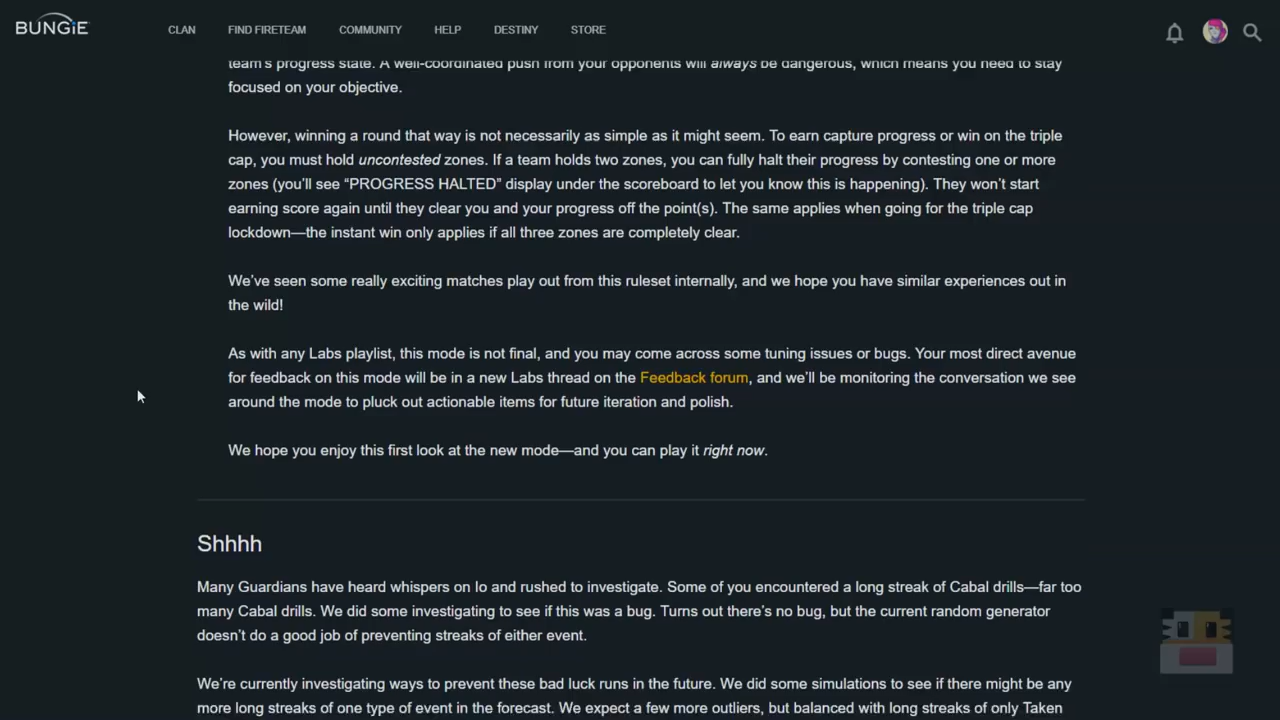 BUNGiE
CLAN FIND FIRETEAM COMMUNITY HELP DESTINY STORE
team's progress state. A well-coordinated push from your opponents will always be dangerous, which means you need to stay
focused on your objective.
However, winning a round that way is not necessarily as simple as it might seem. To earn capture progress or win on the triple
cap, you must hold uncontested zones. If a team holds two zones, you can fully halt their progress by contesting one or more
zones (you’ll see “PROGRESS HALTED” display under the scoreboard to let you know this is happening). They won’t start
earning score again until they clear you and your progress off the point(s). The same applies when going for the triple cap
lockdown—the instant win only applies if all three zones are completely clear.
We’ve seen some really exciting matches play out from this ruleset internally, and we hope you have similar experiences out in
the wild!
As with any Labs playlist, this mode is not final, and you may come across some tuning issues or bugs. Your most direct avenue
for feedback on this mode will be in a new Labs thread on the Feedback forum, and we’ll be monitoring the conversation we see
around the mode to pluck out actionable items for future iteration and polish.
We hope you enjoy this first look at the new mode—and you can play it right now.
Shhhh
Many Guardians have heard whispers on Io and rushed to investigate. Some of you encountered a long streak of Cabal drills—far too
many Cabal drills. We did some investigating to see if this was a bug. Turns out there’s no bug, but the current random generator
doesn’t do a good job of preventing streaks of either event.
We’re currently investigating ways to prevent these bad luck runs in the future. We did some simulations to see if there might be any
more long streaks of one type of event in the forecast. We expect a few more outliers, but balanced with long streaks of only Taken